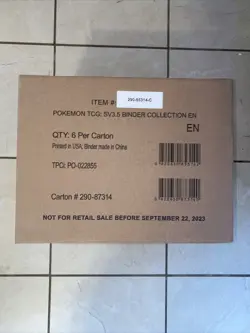 ITEM #
290-87314-C
POKEMON TCG: SV3.5 BINDER COLLECTION EN
EN
QTY: 6 Per Carton
Printed in USA, Binder made in China
TPCi: PO-022855
Carton # 290-87314
NOT FOR RETAIL SALE BEFORE SEPTEMBER 22, 2023